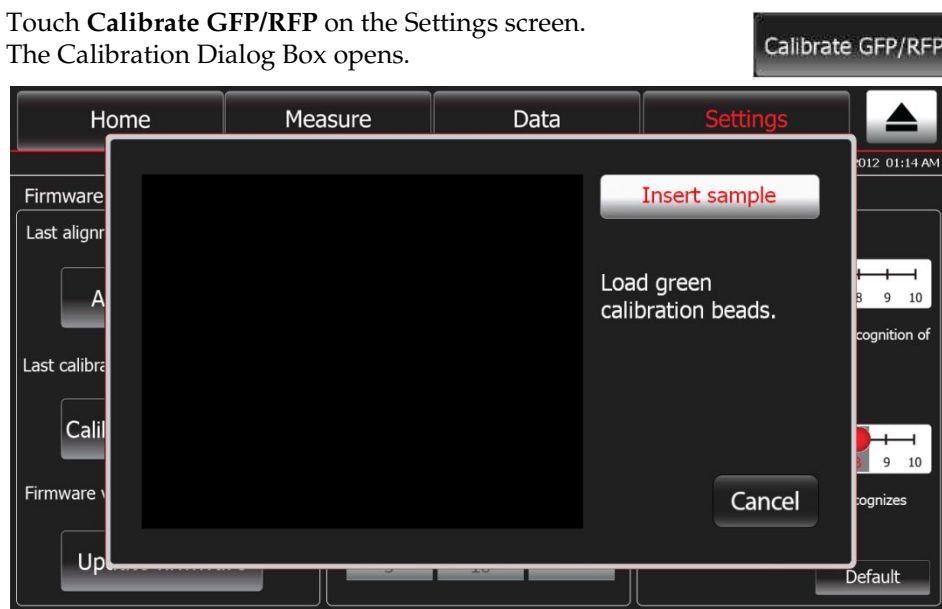 Touch Calibrate GFP/RFP on the Settings screen.
The Calibration Dialog Box opens.
Calibrate GFP/RFP
Home Measure Data Settings
2012 01:14 AM
Firmware
Insert sample
Load green
calibration beads.
8 9 10
Last
cognition of
Last
9 10
Firmware
Cancel
cognizes
Default